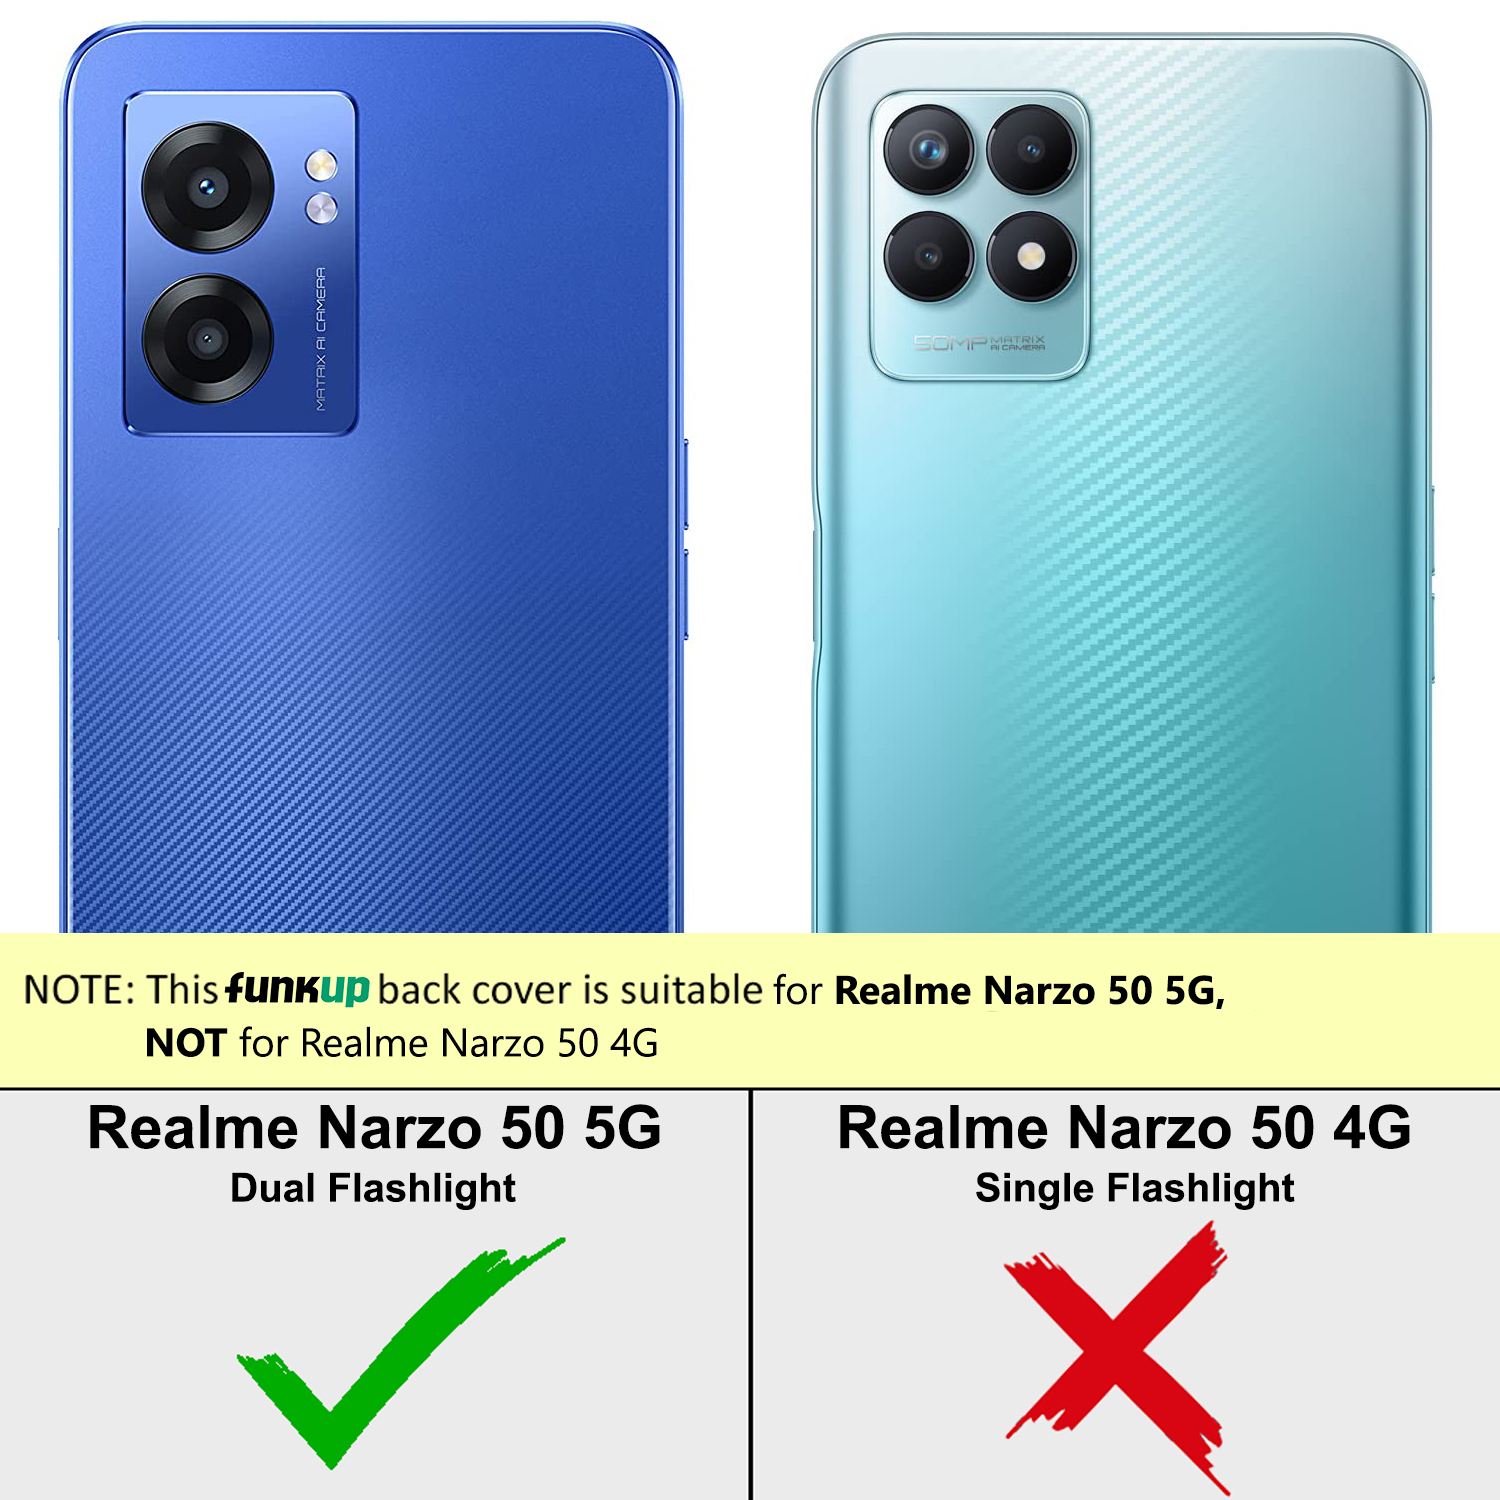 MATRIX AI CAMERA
50MP MATRIX
AI CAMERA
NOTE: This funkup back cover is suitable for Realme Narzo 50 5G,
NOT for Realme Narzo 50 4G
Realme Narzo 50 5G
Dual Flashlight
Realme Narzo 50 4G
Single Flashlight